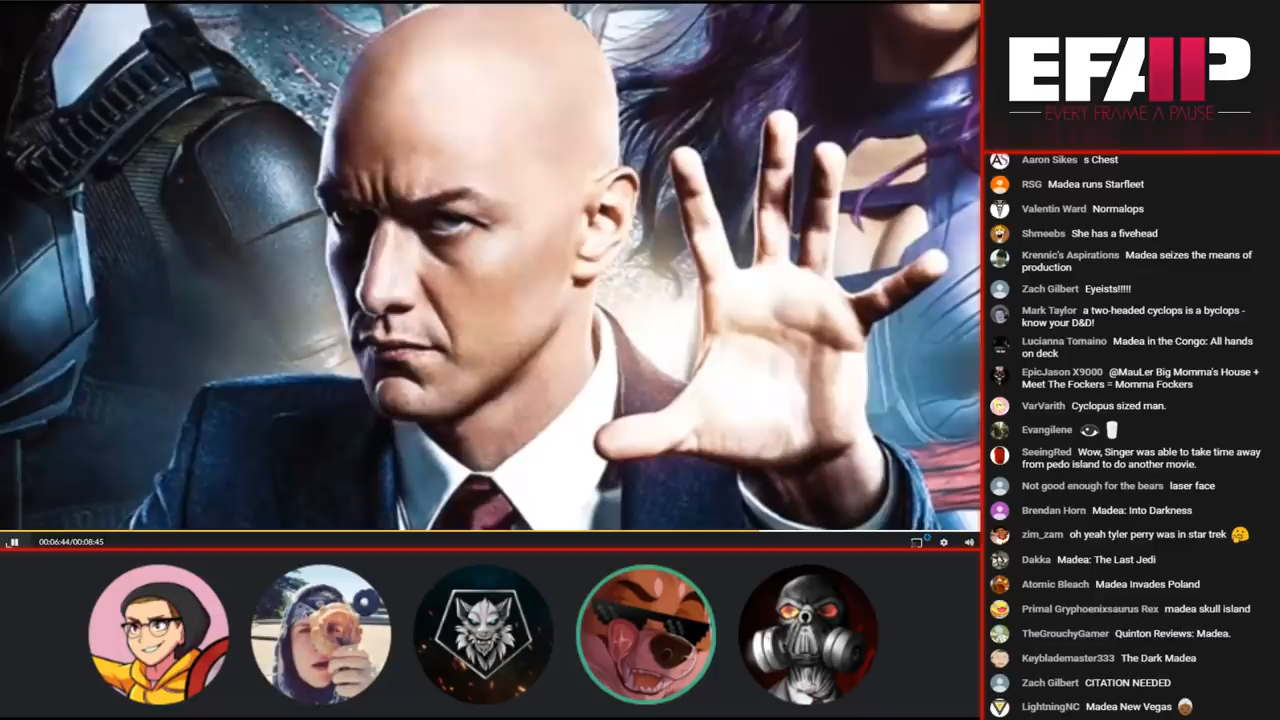 EFAP
EVERY FRAME A PAUSE
Aaron Sikes s Chest
RSG Madea runs Starfleet
Valentin Ward Normalops
Shmeebs She has a fivehead
Krennic's Aspirations Madea seizes the means of
production
Zach Gilbert Eyeists!!!!!
Mark Taylor a two-headed cyclops is a byclops -
know your D&D!
Lucianna Tomaino Madea in the Congo: All hands
on deck
EpicJason X9000 @MauLer Big Momma's House +
Meet The Fockers = Momma Fockers
VarVarith Cyclopus sized man.
Evangilene
SeeingRed Wow, Singer was able to take time away
from pedo island to do another movie.
Not good enough for the bears laser face
Brendan Horn Madea: Into Darkness
zim_zam oh yeah tyler perry was in star trek
Dakka Madea: The Last Jedi
Atomic Bleach Madea Invades Poland
Primal Gryphoenixsaurus Rex madea skull island
TheGrouchyGamer Quinton Reviews: Madea.
Keyblademaster333 The Dark Madea
Zach Gilbert CITATION NEEDED
LightningNC Madea New Vegas
00:06:44/00:08:45